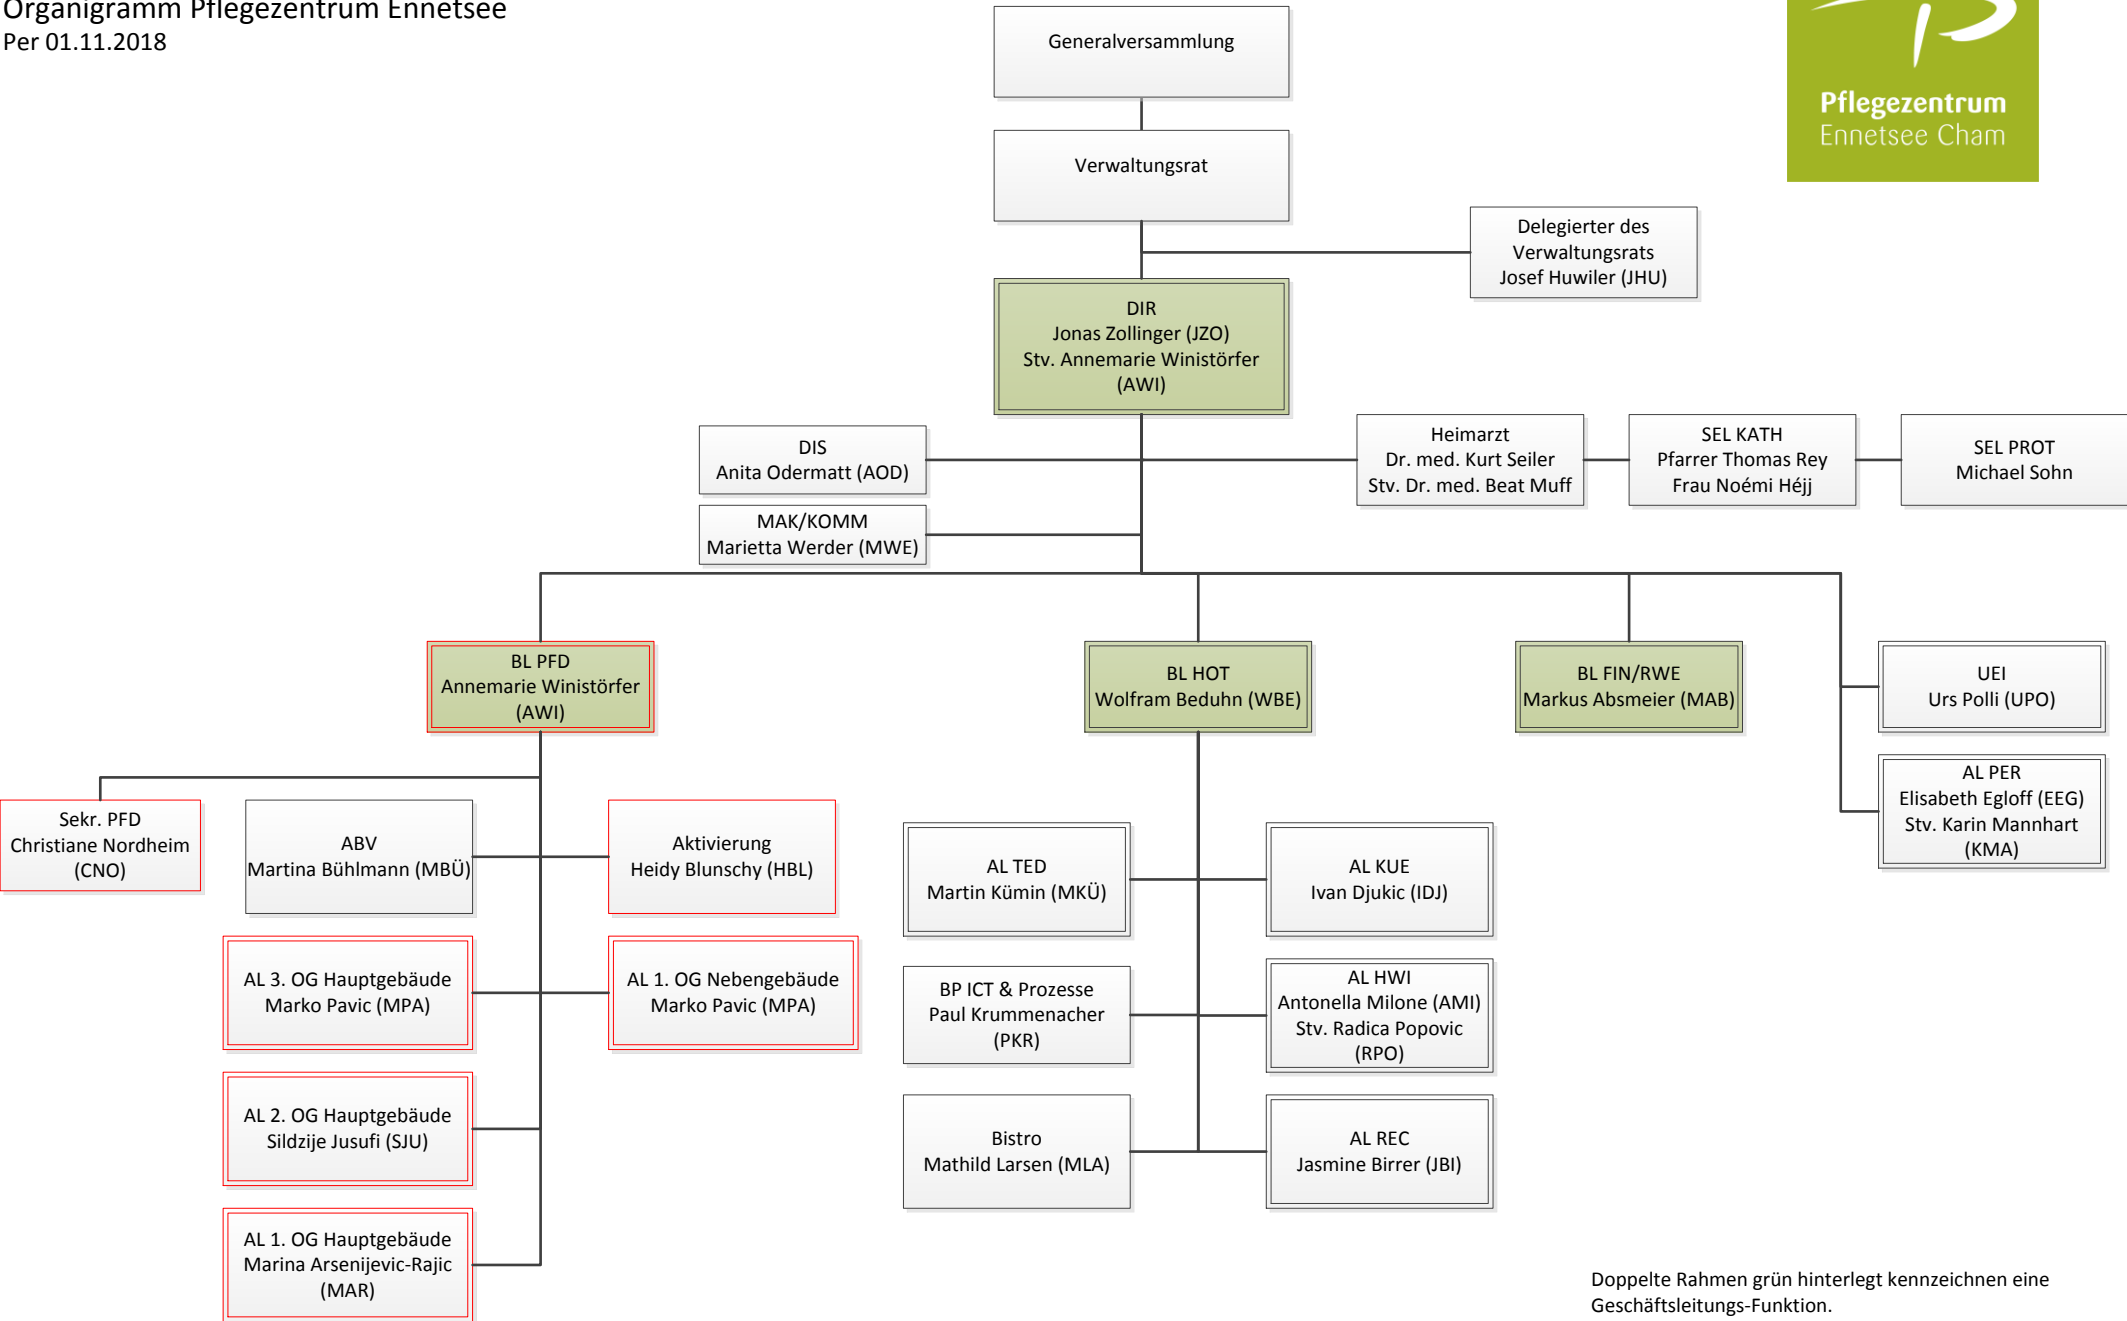 Organigramm Pflegezentrum Ennetsee
Per 01.11.2018
Generalversammlung
Pflegezentrum
Ennetsee Cham
Verwaltungsrat
Delegierter des
Verwaltungsrats
Josef Huwiler (JHU)
DIR
Jonas Zollinger (JZO)
Stv. Annemarie Winistörfer
(AWI)
DIS
Anita Odermatt (AOD)
Heimarzt
Dr. med. Kurt Seiler
Stv. Dr. med. Beat Muff
SEL KATH
Pfarrer Thomas Rey
Frau Noémi Héjj
SEL PROT
Michael Sohn
MAK/KOMM
Marietta Werder (MWE)
BL PFD
Annemarie Winistörfer
(AWI)
BL HOT
Wolfram Beduhn (WBE)
BL FIN/RWE
Markus Absmeier (MAB)
UEI
Urs Polli (UPO)
AL PER
Elisabeth Egloff (EEG)
Stv. Karin Mannhart
(KMA)
Sekr. PFD
Christiane Nordheim
(CNO)
ABV
Martina Bühlmann (MBÜ)
Aktivierung
Heidy Blunschy (HBL)
AL TED
Martin Kümin (MKÜ)
AL KUE
Ivan Djukic (IDJ)
AL 3. OG Hauptgebäude
Marko Pavic (MPA)
AL 1. OG Nebengebäude
Marko Pavic (MPA)
BP ICT & Prozesse
Paul Krummenacher
(PKR)
AL HWI
Antonella Milone (AMI)
Stv. Radica Popovic
(RPO)
AL 2. OG Hauptgebäude
Sildzije Jusufi (SJU)
Bistro
Mathild Larsen (MLA)
AL REC
Jasmine Birrer (JBI)
AL 1. OG Hauptgebäude
Marina Arsenijevic-Rajic
(MAR)
Doppelte Rahmen grün hinterlegt kennzeichnen eine
Geschäftsleitungs-Funktion.